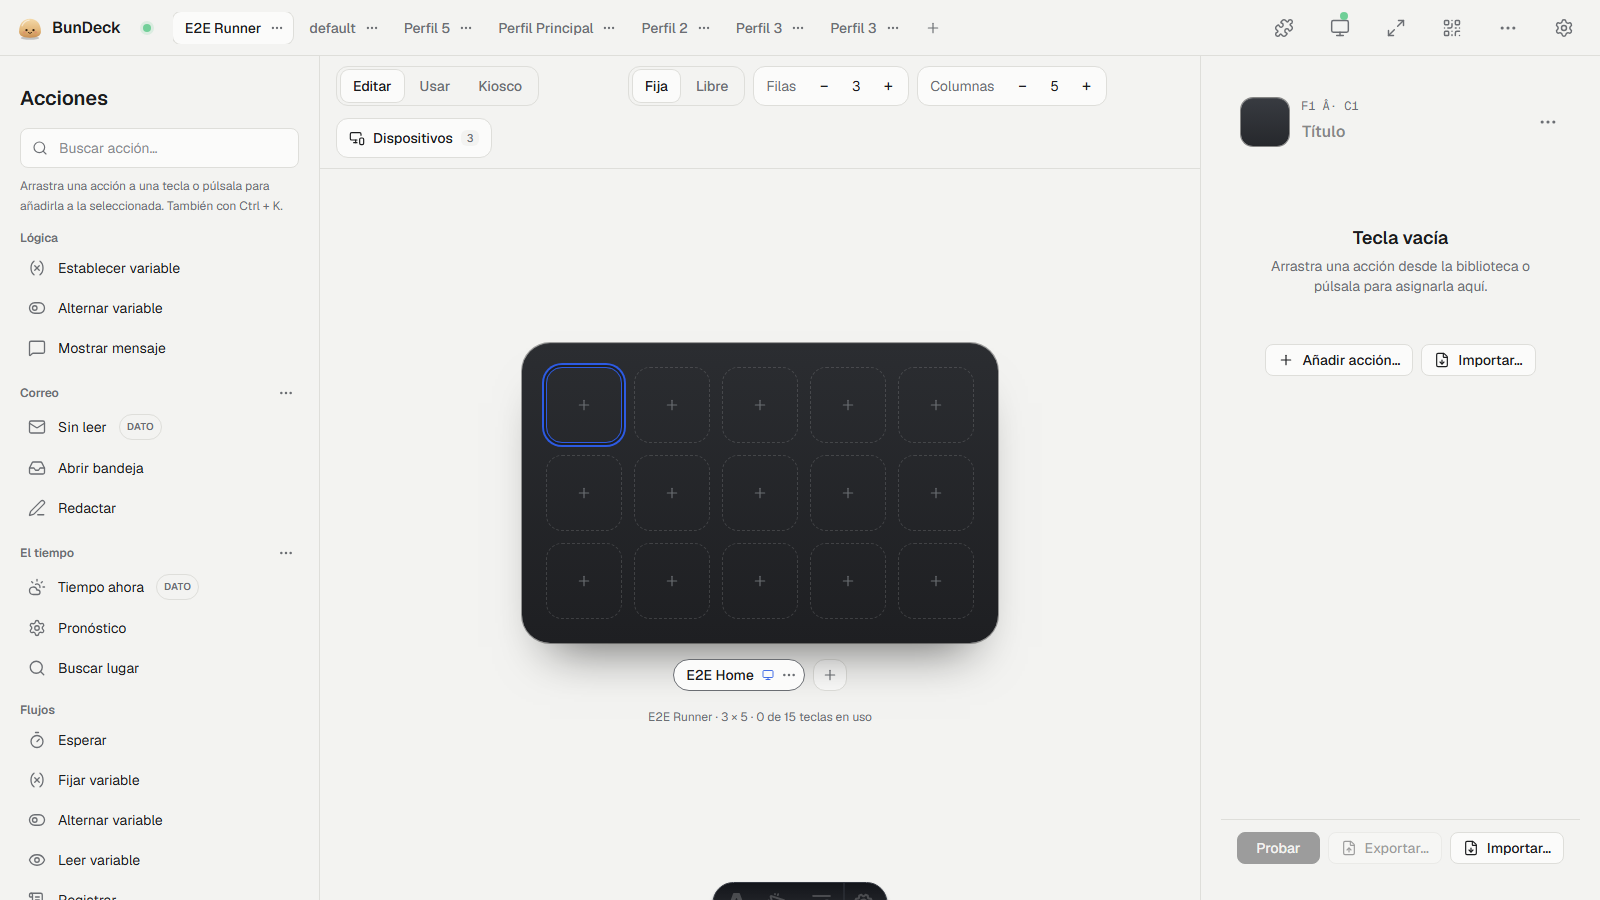 BunDeck
E2E Runner
default
Perfil 5
Perfil Principal
Perfil 2
Perfil 3
Perfil 3
Acciones
Buscar acción...
Arrastra una acción a una tecla o púlsala para
añadirla a la seleccionada. También con Ctrl + K.
Lógica
Establecer variable
Alternar variable
Mostrar mensaje
Correo
Sin leer DATO
Abrir bandeja
Redactar
El tiempo
Tiempo ahora DATO
Pronóstico
Buscar lugar
Flujos
Esperar
Fijar variable
Alternar variable
Leer variable
Registrar
Editar Usar Kiosco
Fija Libre
Filas − 3 +
Columnas − 5 +
Dispositivos 3
E2E Home
E2E Runner · 3 × 5 · 0 de 15 teclas en uso
F1 Â· C1
Título
Tecla vacía
Arrastra una acción desde la biblioteca o
púlsala para asignarla aquí.
Añadir acción...
Importar...
Probar
Exportar...
Importar...